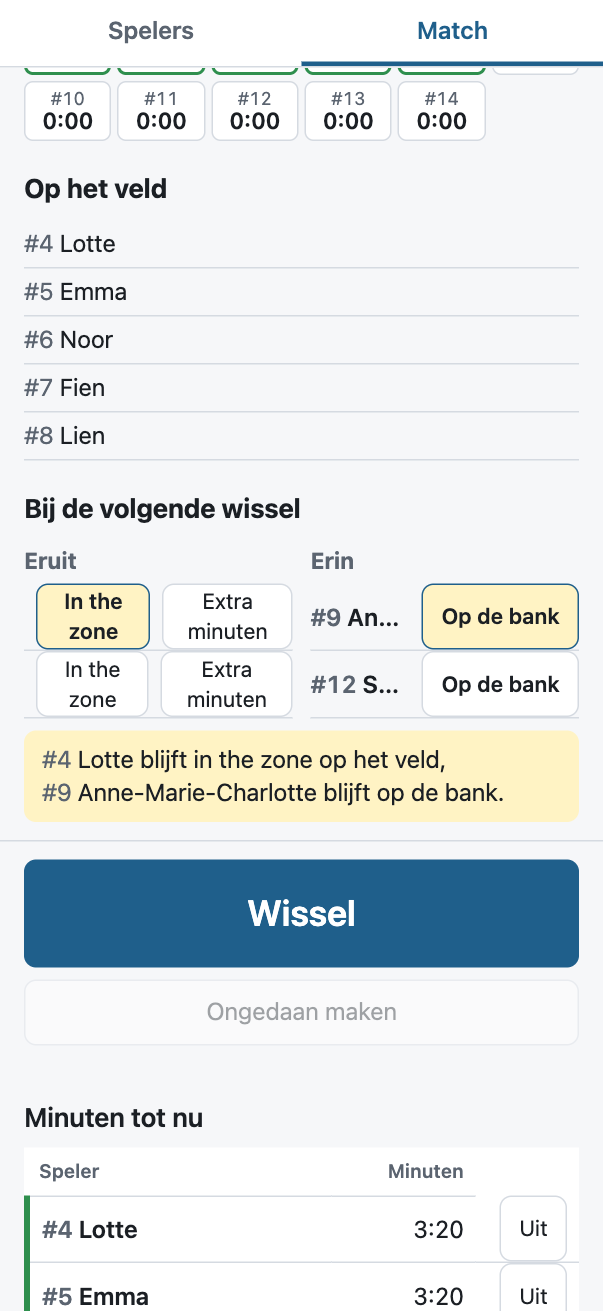 Spelers Match
#10 #11 #12 #13 #14
0:00 0:00 0:00 0:00 0:00
Op het veld
#4 Lotte
#5 Emma
#6 Noor
#7 Fien
#8 Lien
Bij de volgende wissel
Eruit Erin
In the zone Extra minuten #9 An... Op de bank
In the zone Extra minuten #12 S... Op de bank
#4 Lotte blijft in the zone op het veld,
#9 Anne-Marie-Charlotte blijft op de bank.
Wissel
Ongedaan maken
Minuten tot nu
Speler Minuten
#4 Lotte 3:20 Uit
#5 Emma 3:20 Uit